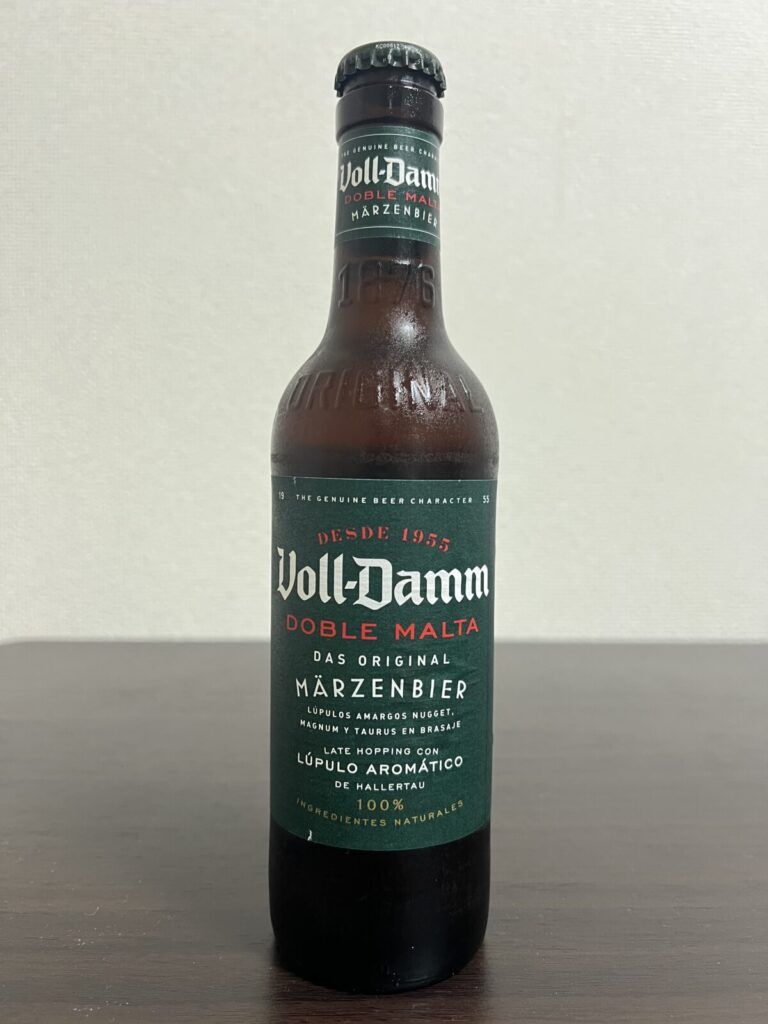 THE GENUINE BEER CHARA
Voll-Damm
DOBLE MALTA
MÄRZENBIER
1876
ORIGINAL
19 THE GENUINE BEER CHARACTER 55
DESDE 1955
Voll-Damm
DOBLE MALTA
DAS ORIGINAL
MÄRZENBIER
LÚPULOS AMARGOS NUGGET,
MAGNUM Y TAURUS EN BRASAJE
LATE HOPPING CON
LÚPULO AROMÁTICO
DE HALLERTAU
100%
INGREDIENTES NATURALES